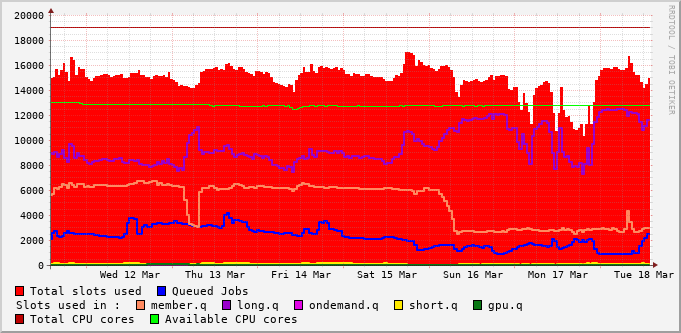 20000
18000
16000
14000
12000
10000
8000
6000
4000
2000
0
RRDTOOL / TOBI OETIKER
Wed 12 Mar Thu 13 Mar Fri 14 Mar Sat 15 Mar Sun 16 Mar Mon 17 Mar Tue 18 Mar
Total slots used Queued Jobs
Slots used in : member.q long.q ondemand.q short.q gpu.q
Total CPU cores Available CPU cores